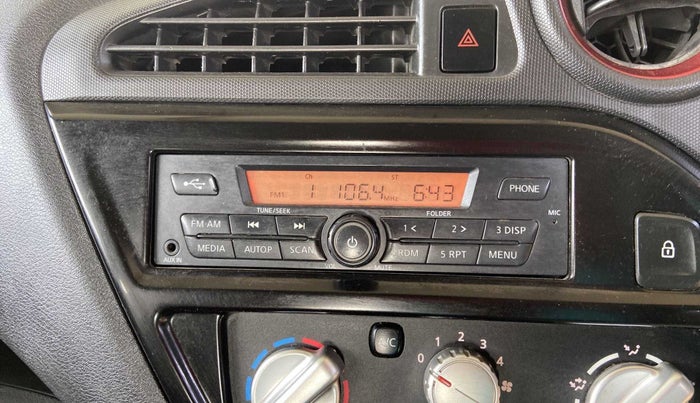 CH ST
FM1 1 106.4 MHz 6:43
PHONE
TUNE/SEEK FOLDER MIC
FM·AM 1 < 2 > 3 DISP
MEDIA AUTOP SCAN RDM 5 RPT MENU
AUX IN
A/C
0 1 2 3 4